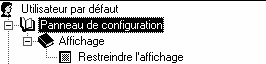 Utilisateur par défaut
Panneau de configuration
Affichage
Restreindre l'affichage